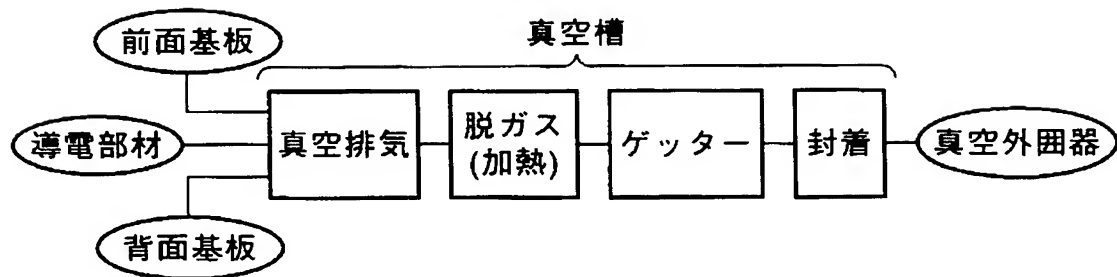 前面基板
真空槽
導電部材
真空排気
脱ガス
(加熱)
ゲッター
封着
真空外囲器
背面基板